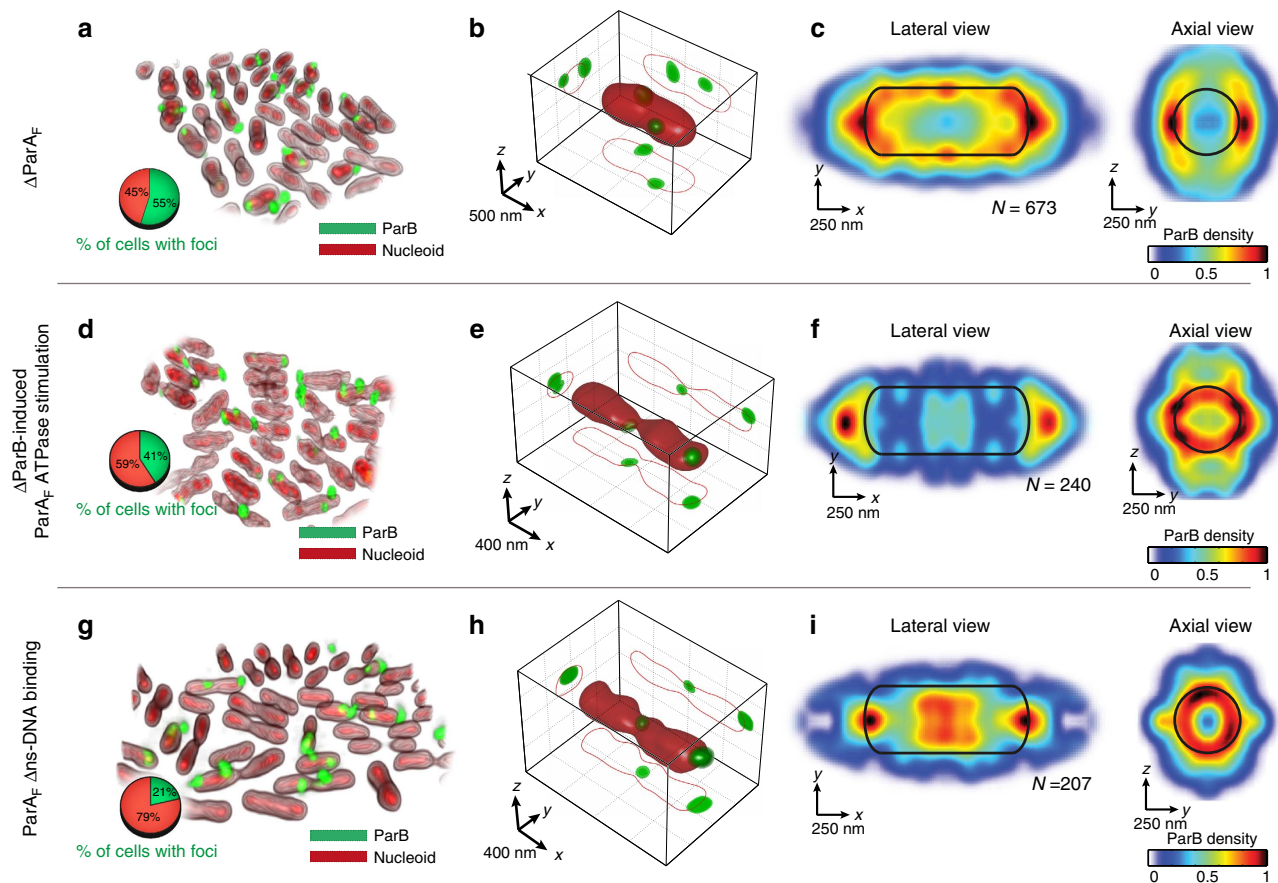 ΔParA_F
a
45%
55%
% of cells with foci
ParB
Nucleoid
b
z
y
x
500 nm
c
Lateral view
Axial view
y
x
250 nm
N = 673
z
y
250 nm
ParB density
0 0.5 1
ΔParB-induced
ParA_F ATPase stimulation
d
59%
41%
% of cells with foci
ParB
Nucleoid
e
z
y
x
400 nm
f
Lateral view
Axial view
y
x
250 nm
N = 240
z
y
250 nm
ParB density
0 0.5 1
ParA_F Δns-DNA binding
g
21%
79%
% of cells with foci
ParB
Nucleoid
h
z
y
x
400 nm
i
Lateral view
Axial view
y
x
250 nm
N = 207
z
y
250 nm
ParB density
0 0.5 1